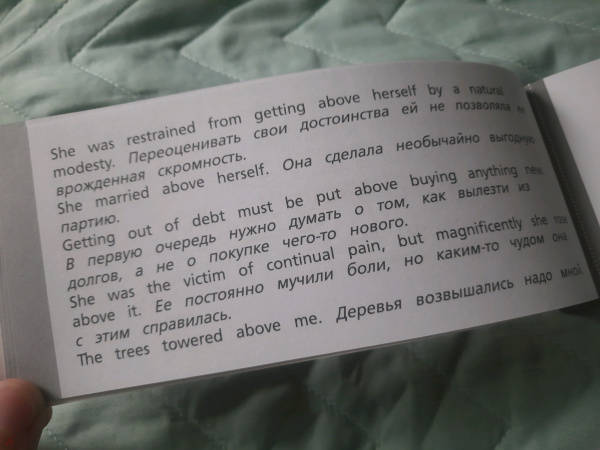 She was restrained from getting above herself by a natural
modesty. Переоценивать свои достоинства ей не позволяла ее
врожденная скромность.
She married above herself. Она сделала необычайно выгодную
партию.
Getting out of debt must be put above buying anything new.
В первую очередь нужно думать о том, как вылезти из
долгов, а не о покупке чего-то нового.
She was the victim of continual pain, but magnificently she rose
above it. Ее постоянно мучили боли, но каким-то чудом она
с этим справилась.
The trees towered above me. Деревья возвышались надо мной.